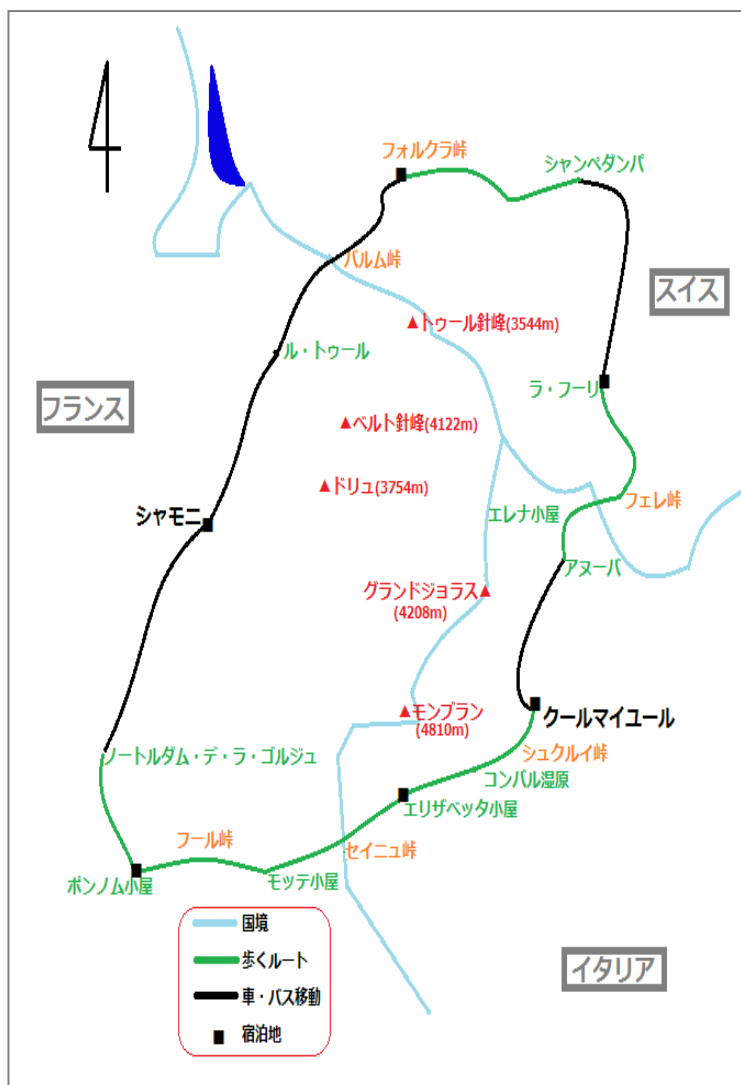 フォルクラ峠
シャンペダンパ
バルム峠
スイス
トゥール針峰(3544m)
ル・トゥール
フランス
ラ・フーリ
ベルト針峰(4122m)
ドリュ(3754m)
フェレ峠
エレナ小屋
シャモニ
アヌーバ
グランドジョラス
(4208m)
モンブラン
(4810m)
クールマイユール
ノートルダム・デ・ラ・ゴルジュ
シュクルイ峠
コンバル湿原
エリザベッタ小屋
フール峠
セイニュ峠
ボンノム小屋
モッテ小屋
国境
歩くルート
車・バス移動
宿泊地
イタリア